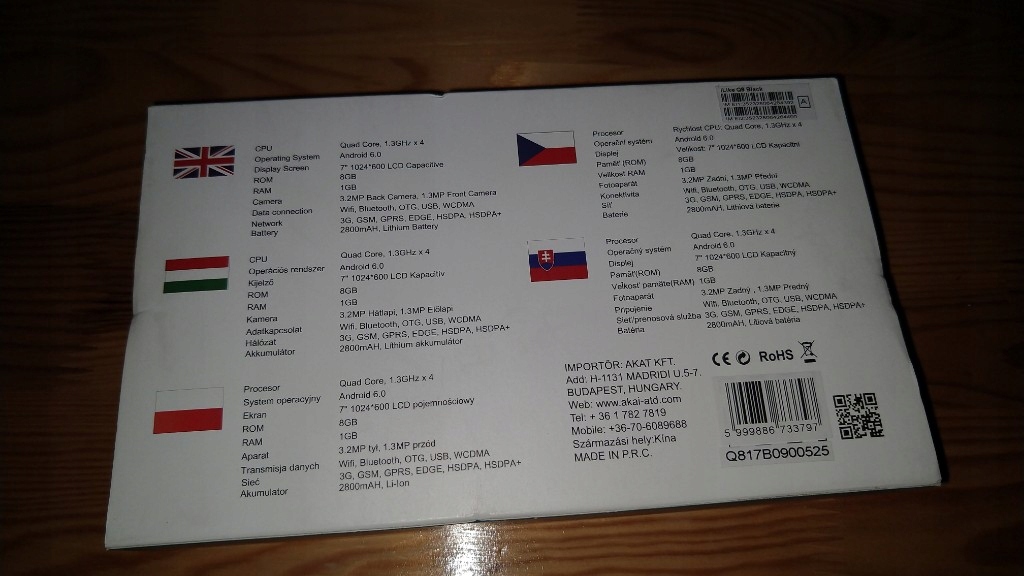 iLike Q8 Black
A
CPU Quad Core, 1.3GHz x 4
Operating System Android 6.0
Display Screen 7" 1024*600 LCD Capacitive
ROM 8GB
RAM 1GB
Camera 3.2MP Back Camera, 1.3MP Front Camera
Data connection Wifi, Bluetooth, OTG, USB, WCDMA
Network 3G, GSM, GPRS, EDGE, HSDPA, HSDPA+
Battery 2800mAH, Lithium Battery
CPU Quad Core, 1.3GHz x 4
Operációs rendszer Android 6.0
Kijelző 7" 1024*600 LCD Kapacitív
ROM 8GB
RAM 1GB
Kamera 3.2MP Hátlapi, 1.3MP Előlapi
Adatkapcsolat Wifi, Bluetooth, OTG, USB, WCDMA
Hálózat 3G, GSM, GPRS, EDGE, HSDPA, HSDPA+
Akkumulátor 2800mAH, Lithium akkumulátor
Procesor Quad Core, 1.3GHz x 4
System operacyjny Android 6.0
Ekran 7" 1024*600 LCD pojemnościowy
ROM 8GB
RAM 1GB
Aparat 3.2MP tył, 1.3MP przód
Transmisja danych Wifi, Bluetooth, OTG, USB, WCDMA
Sieć 3G, GSM, GPRS, EDGE, HSDPA, HSDPA+
Akumulator 2800mAH, Li-Ion
Procesor Rychlost CPU: Quad Core, 1.3GHz x 4
Operační systém Android 6.0
Displej Velikost: 7" 1024*600 LCD Kapacitní
Paměť (ROM) 8GB
Velikost RAM 1GB
Fotoaparát 3.2MP Zadní, 1.3MP Přední
Konektivita Wifi, Bluetooth, OTG, USB, WCDMA
Síť 3G, GSM, GPRS, EDGE, HSDPA, HSDPA+
Baterie 2800mAH, Lithiová baterie
Procesor Quad Core, 1.3GHz x 4
Operačný systém Android 6.0
Displej 7" 1024*600 LCD Kapacitný
Pamäť(ROM) 8GB
Velikosť pamäte(RAM) 1GB
Fotoaparát 3.2MP Zadný , 1.3MP Predný
Pripojenie Wifi, Bluetooth, OTG, USB, WCDMA
Sieť/prenosová služba 3G, GSM, GPRS, EDGE, HSDPA, HSDPA+
Batéria 2800mAH, Lítiová batéria
IMPORTŐR: AKAT KFT.
Add: H-1131 MADRIDI U.5-7.
BUDAPEST, HUNGARY.
Web: www.akai-atd.com
Tel: + 36 1 782 7819
Mobile: +36-70-6089688
Származási hely:Kína
MADE IN P.R.C.
CE RoHS
5 999886 733797
Q817B0900525